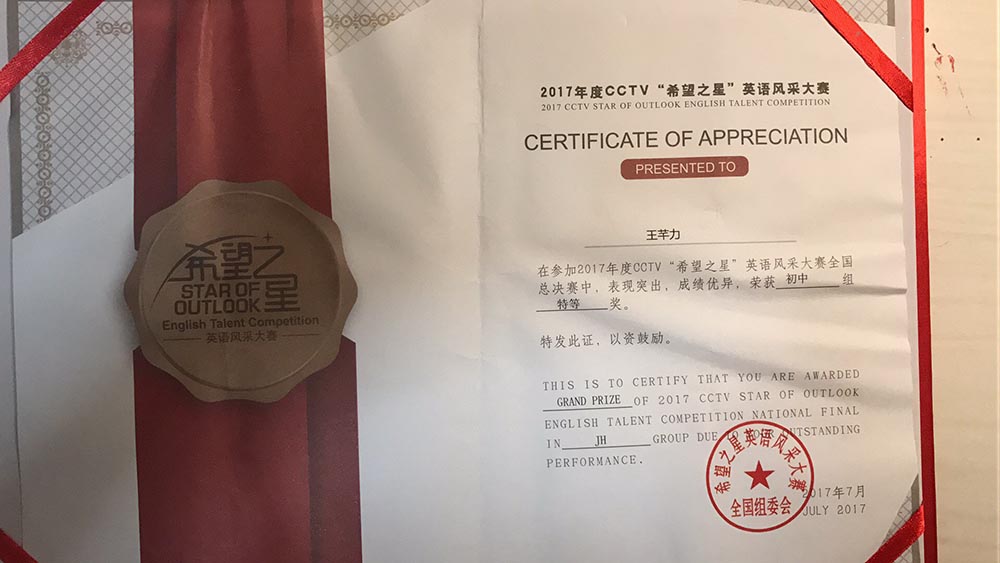 希望之星
STAR OF
OUTLOOK
English Talent Competition
英语风采大赛
2017年度CCTV“希望之星”英语风采大赛
2017 CCTV STAR OF OUTLOOK ENGLISH TALENT COMPETITION
CERTIFICATE OF APPRECIATION
PRESENTED TO
王芊力
在参加2017年度CCTV“希望之星”英语风采大赛全国
总决赛中，表现突出，成绩优异，荣获 初中 组
特等 奖。
特发此证，以资鼓励。
THIS IS TO CERTIFY THAT YOU ARE AWARDED
GRAND PRIZE OF 2017 CCTV STAR OF OUTLOOK
ENGLISH TALENT COMPETITION NATIONAL FINAL
IN JH GROUP DUE TO YOUR OUTSTANDING
PERFORMANCE.
希望之星英语风采大赛
全国组委会
2017年7月
JULY 2017